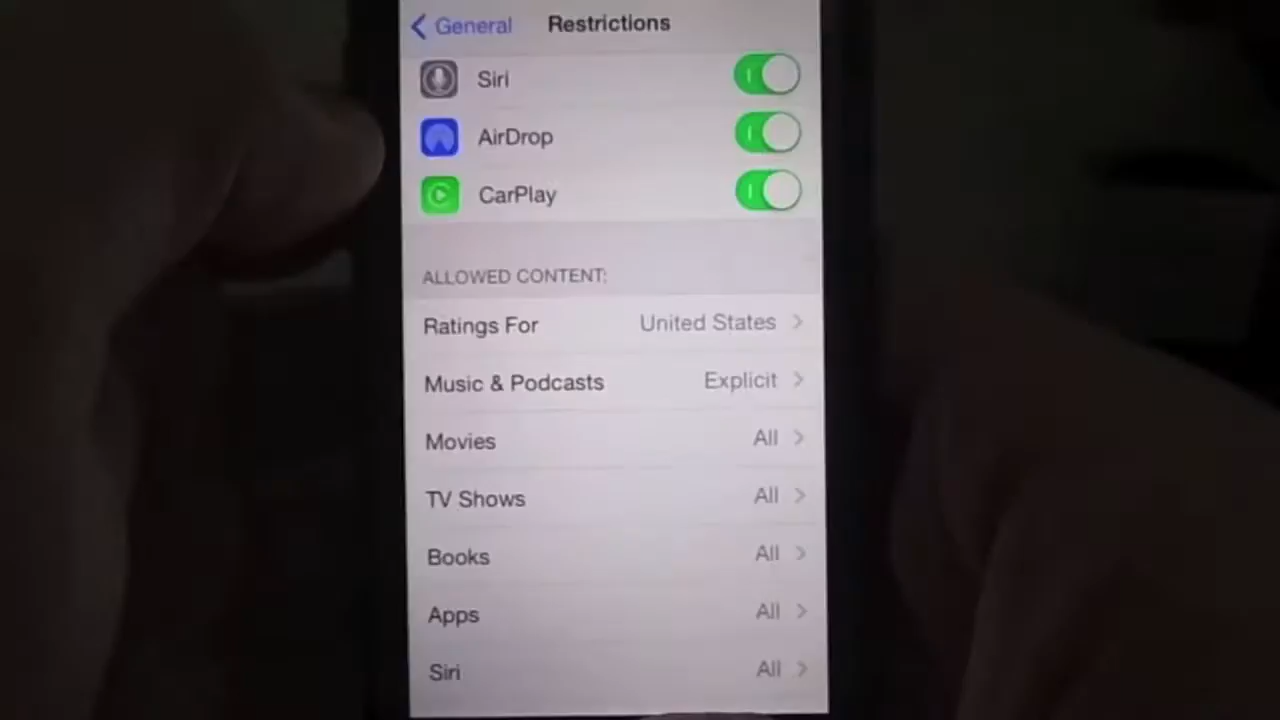 General Restrictions
Siri
AirDrop
CarPlay
ALLOWED CONTENT:
Ratings For United States
Music & Podcasts Explicit
Movies All
TV Shows All
Books All
Apps All
Siri All